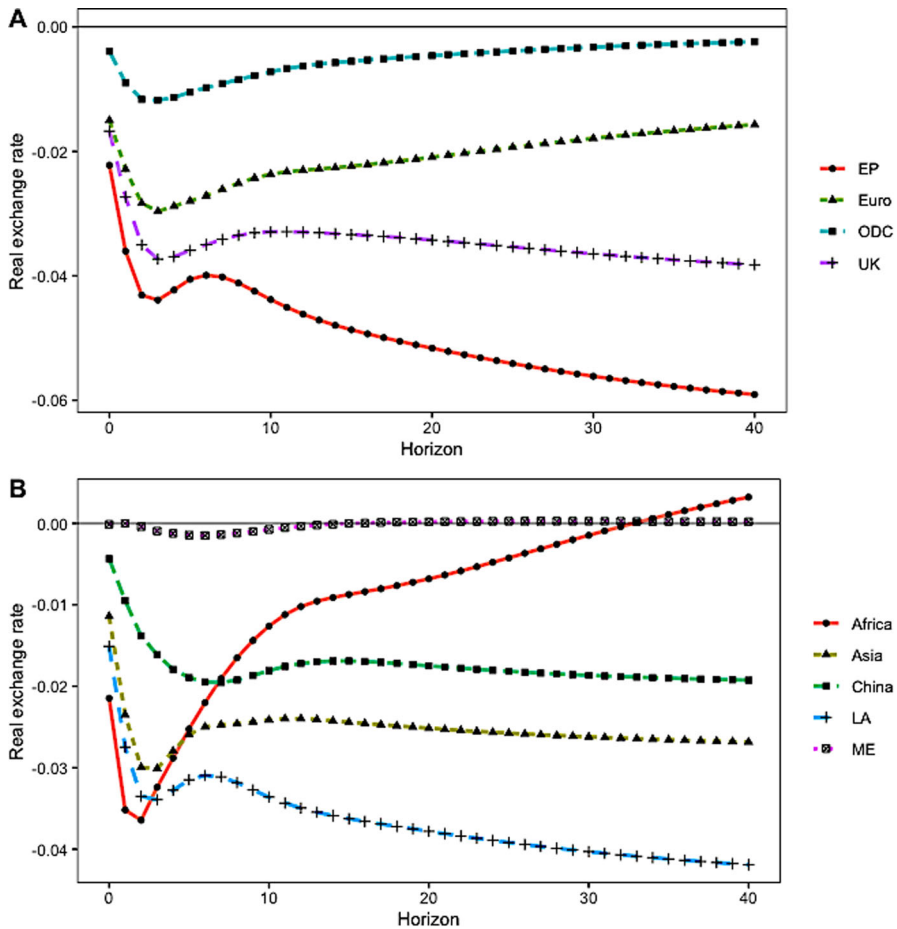 A
0.00
-0.02
-0.04
-0.06
Real exchange rate
0 10 20 30 40
Horizon
EP
Euro
ODC
UK
B
0.00
-0.01
-0.02
-0.03
-0.04
Real exchange rate
0 10 20 30 40
Horizon
Africa
Asia
China
LA
ME